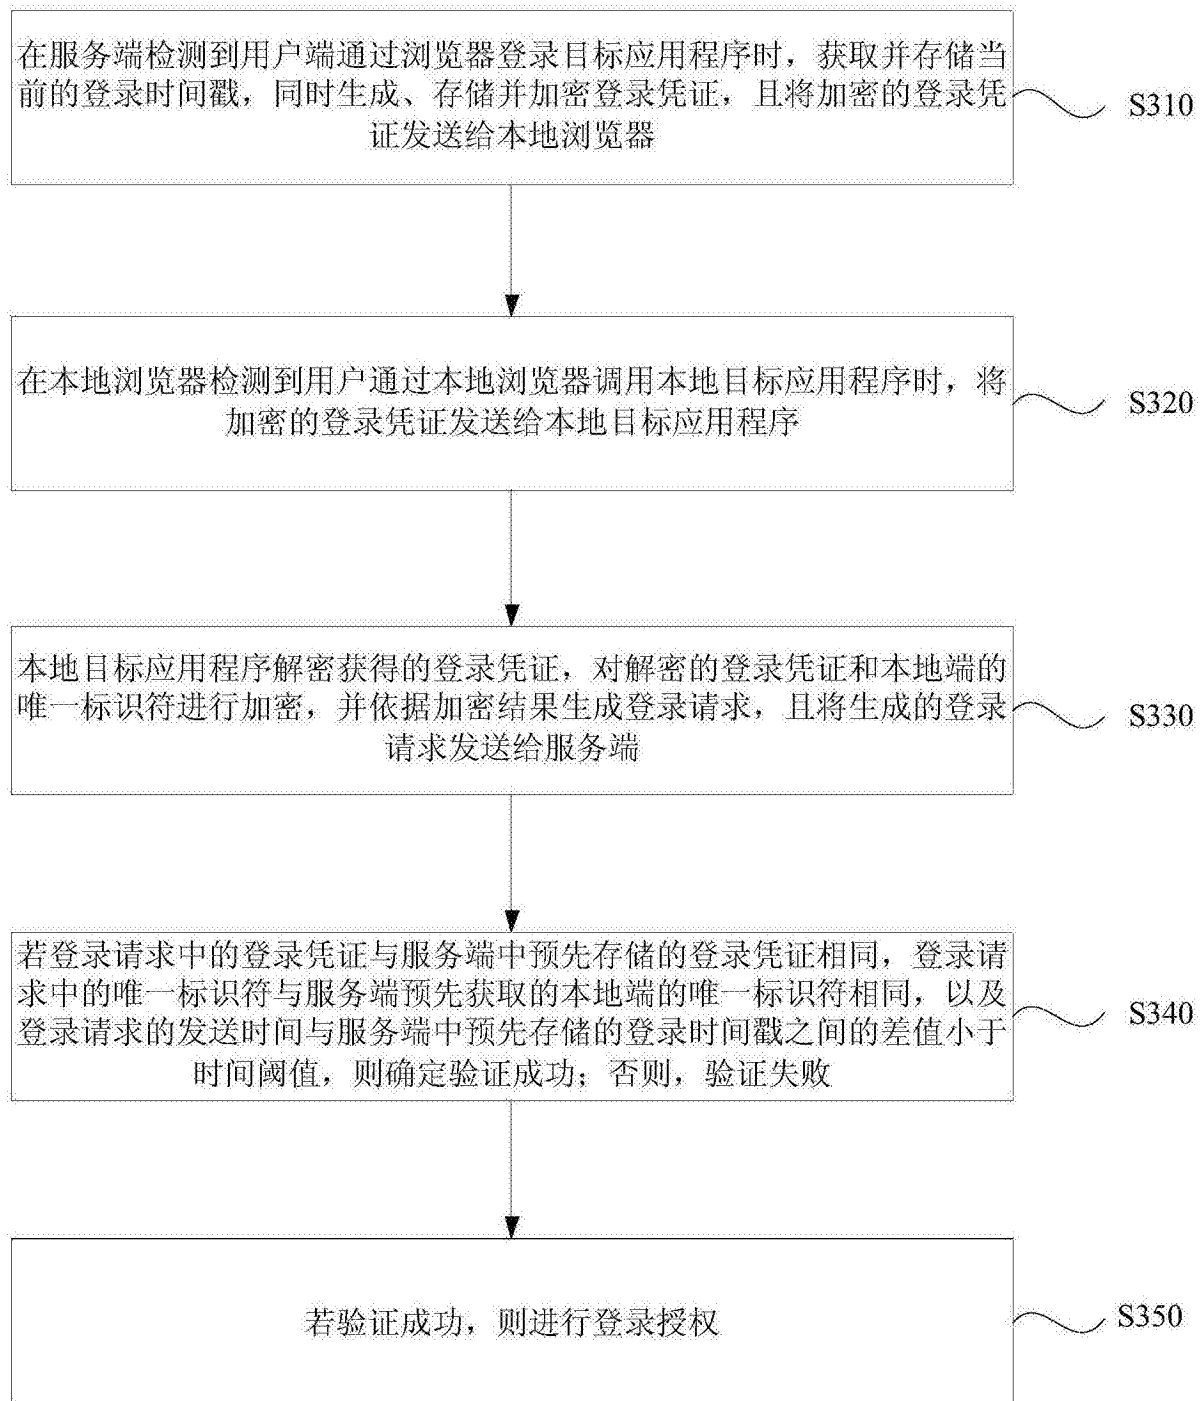 在服务端检测到用户端通过浏览器登录目标应用程序时，获取并存储当
前的登录时间戳，同时生成、存储并加密登录凭证，且将加密的登录凭
证发送给本地浏览器
S310
在本地浏览器检测到用户通过本地浏览器调用本地目标应用程序时，将
加密的登录凭证发送给本地目标应用程序
S320
本地目标应用程序解密获得的登录凭证，对解密的登录凭证和本地端的
唯一标识符进行加密，并依据加密结果生成登录请求，且将生成的登录
请求发送给服务端
S330
若登录请求中的登录凭证与服务端中预先存储的登录凭证相同，登录请
求中的唯一标识符与服务端预先获取的本地端的唯一标识符相同，以及
登录请求的发送时间与服务端中预先存储的登录时间戳之间的差值小于
时间阈值，则确定验证成功；否则，验证失败
S340
若验证成功，则进行登录授权
S350